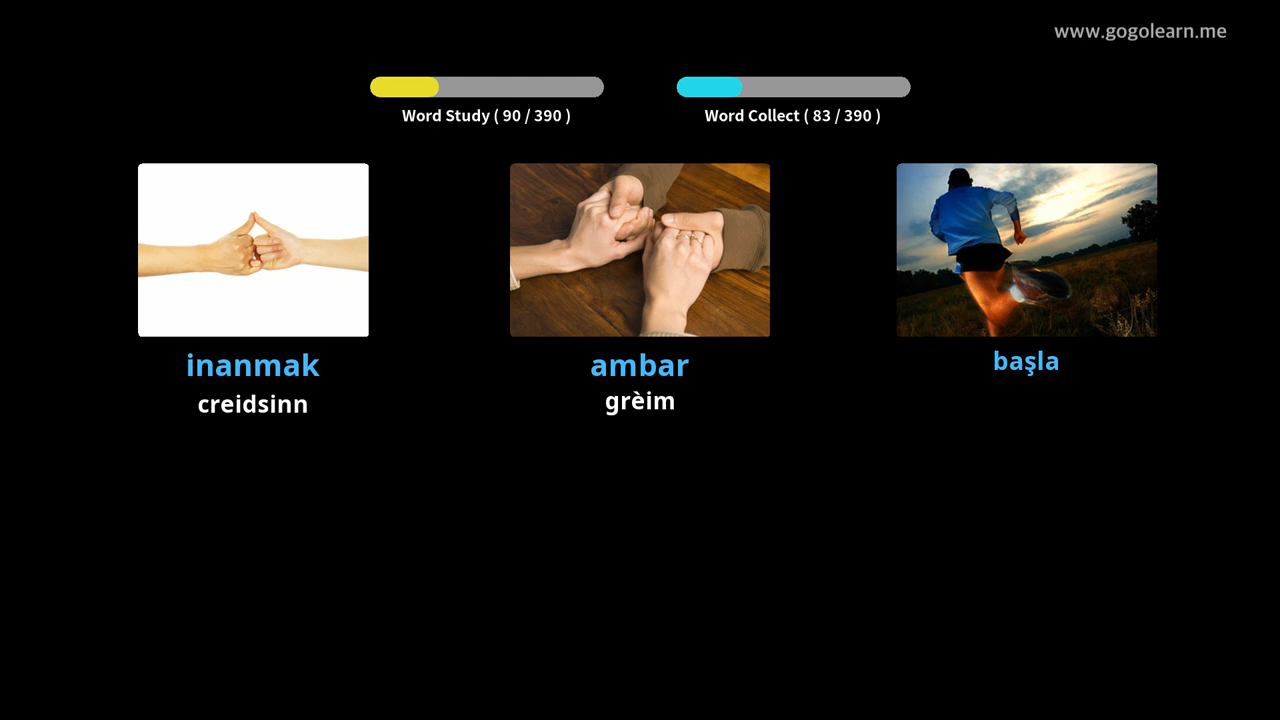 www.gogolearn.me
Word Study ( 90 / 390 )
Word Collect ( 83 / 390 )
inanmak
creidsinn
ambar
grèim
başla